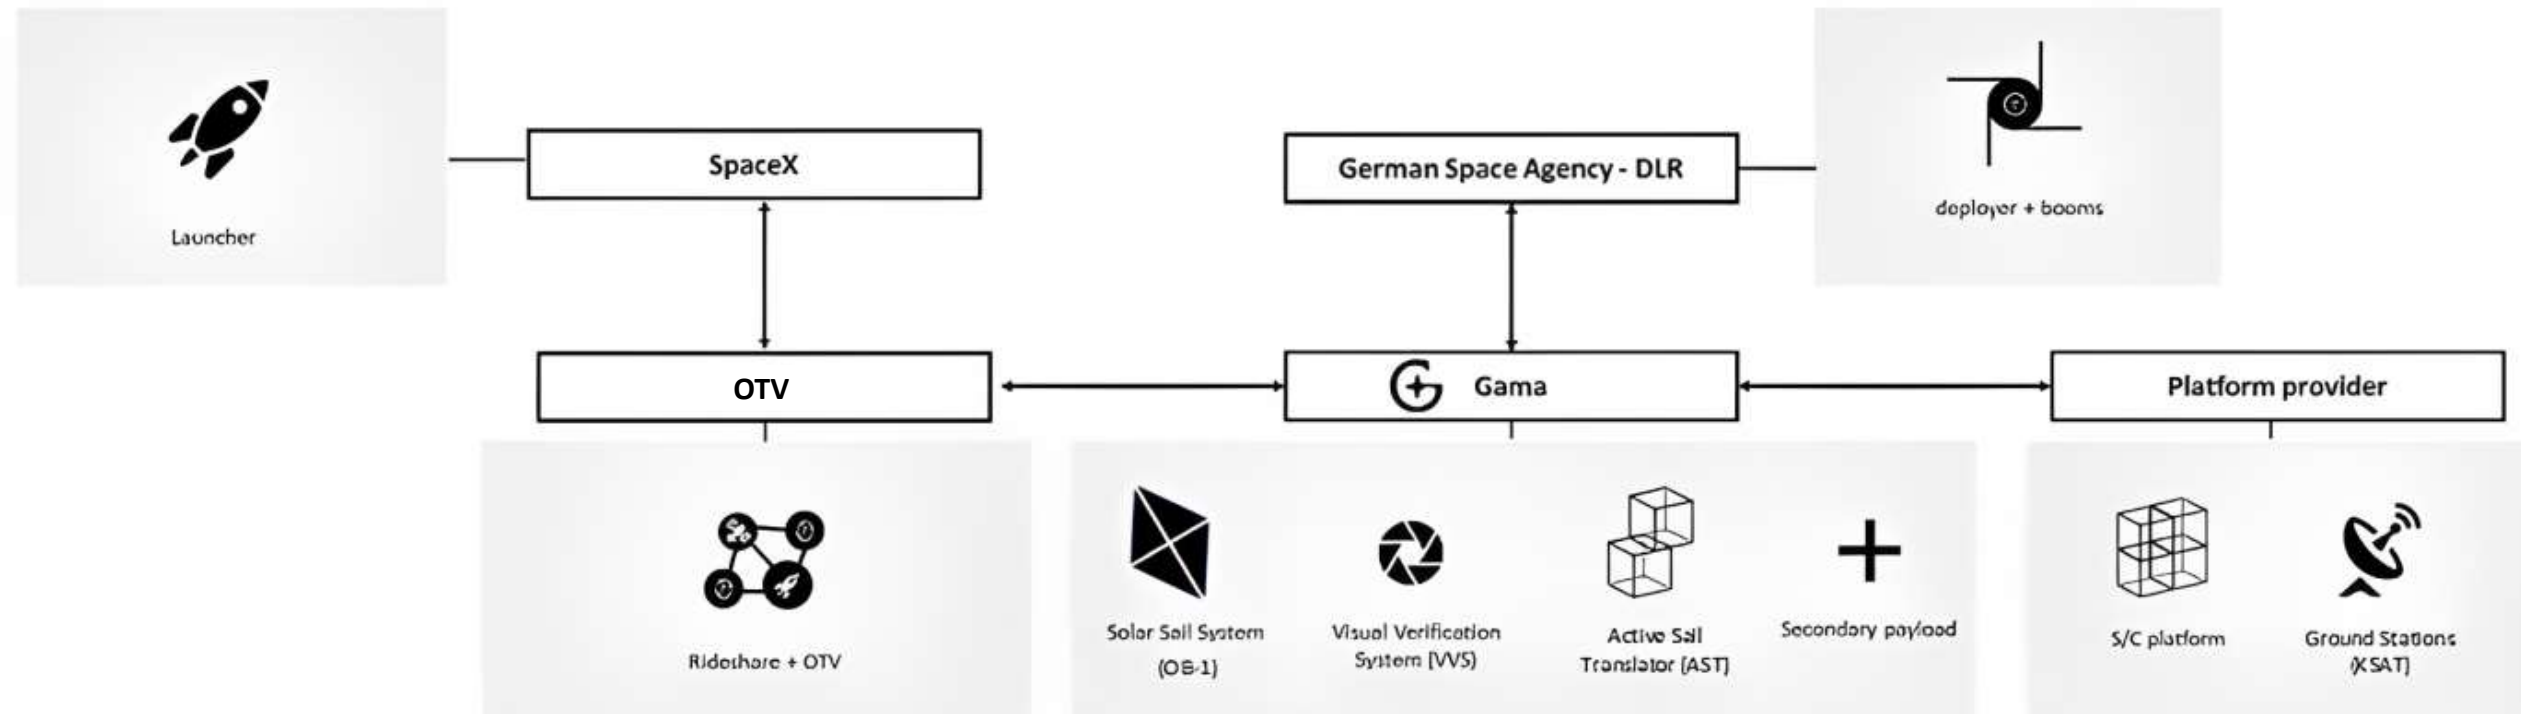 SpaceX
German Space Agency - DLR
Launcher
deployer + booms
OTV
Gama
Platform provider
Rideshare + OTV
Solar Sail System
(OB-1)
Visual Verification
System (VVS)
Active Sail
Translator (AST)
Secondary payload
S/C platform
Ground Stations
(KSAT)